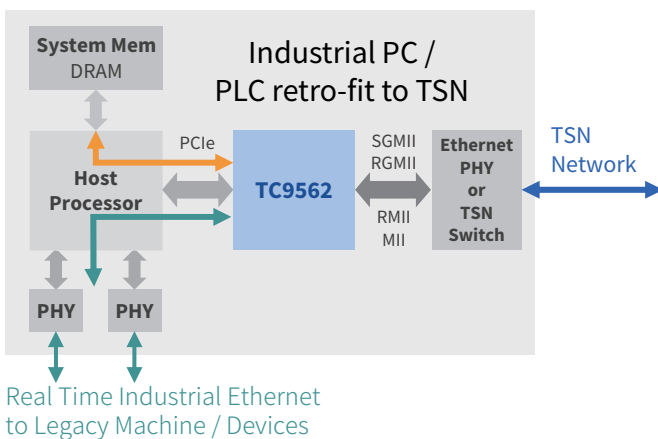 Industrial PC /
PLC retro-fit to TSN
System Mem
DRAM
PCIe
Host
Processor
TC9562
SGMII
RGMII
RMII
MII
Ethernet
PHY
or
TSN
Switch
TSN
Network
PHY
PHY
Real Time Industrial Ethernet
to Legacy Machine / Devices